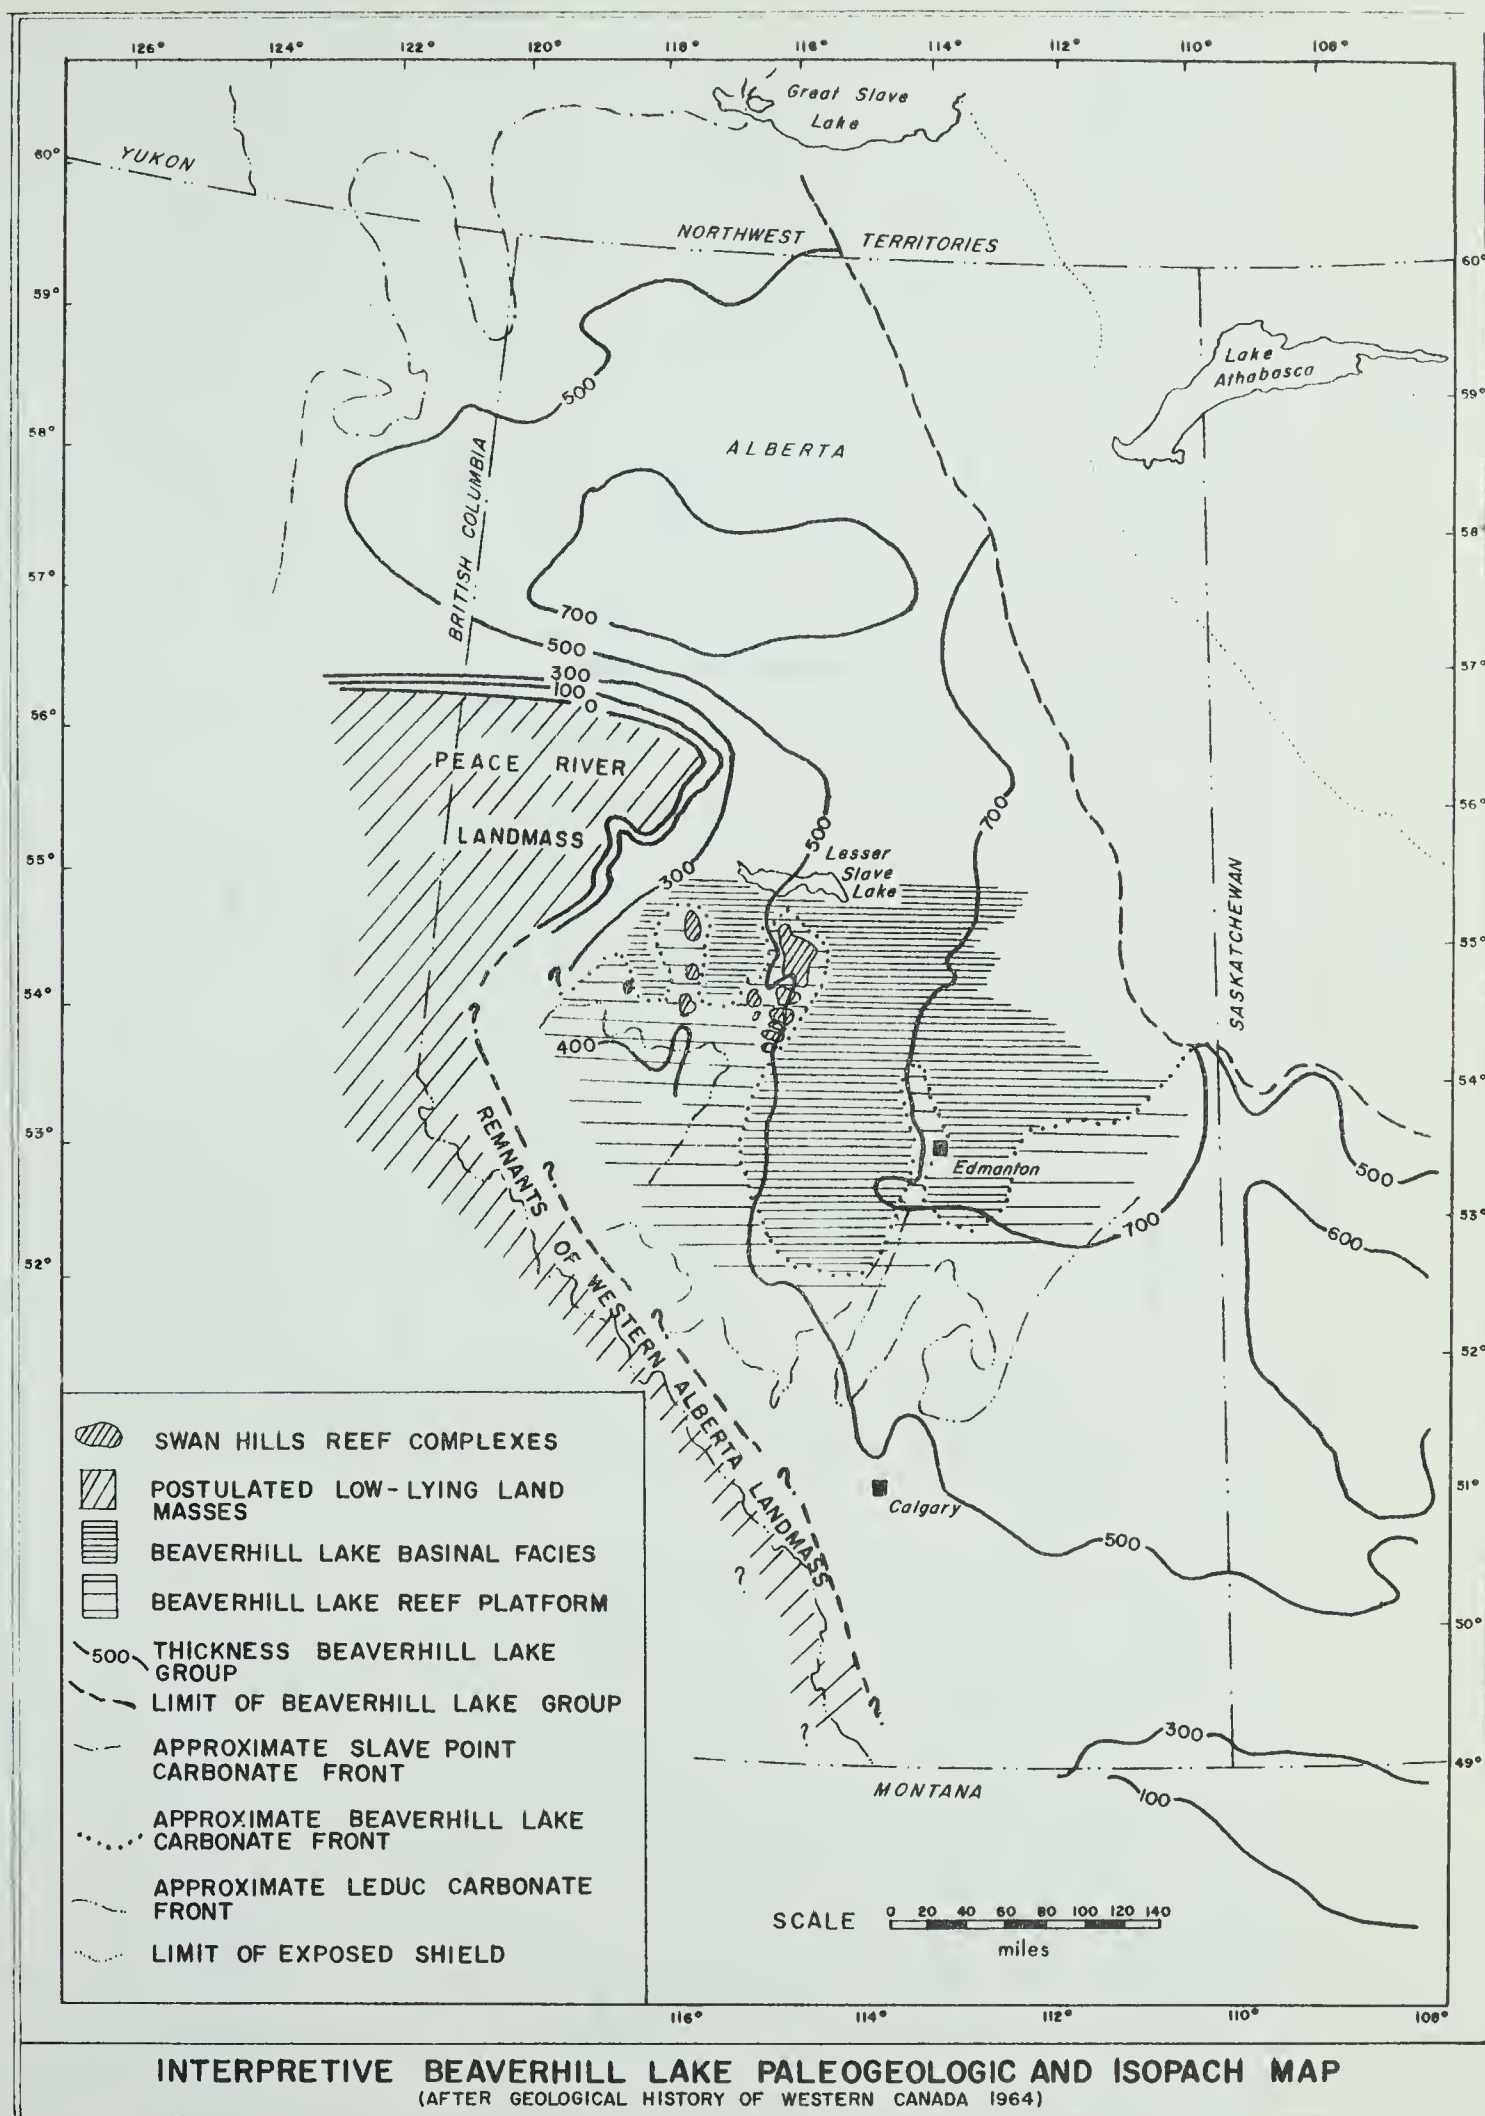 126° 124° 122° 120° 118° 116° 114° 112° 110° 108°
Great Slave
Lake
60°
YUKON
NORTHWEST TERRITORIES
60°
59°
Lake
Athabasca
59°
500
58°
ALBERTA
BRITISH COLUMBIA
58°
57°
700
500
57°
300
100
0
56°
PEACE RIVER
LANDMASS
56°
700
500
55°
Lesser
Slave
Lake
300
SASKATCHEWAN
55°
54°
?
?
400
54°
53°
REMNANTS OF WESTERN ALBERTA LANDMASS
?
Edmonton
500
53°
700
600
52°
?
52°
51°
?
Calgary
500
?
50°
?
?
300
49°
MONTANA
100
SWAN HILLS REEF COMPLEXES
POSTULATED LOW-LYING LAND
MASSES
BEAVERHILL LAKE BASINAL FACIES
BEAVERHILL LAKE REEF PLATFORM
500 THICKNESS BEAVERHILL LAKE
GROUP
LIMIT OF BEAVERHILL LAKE GROUP
APPROXIMATE SLAVE POINT
CARBONATE FRONT
APPROXIMATE BEAVERHILL LAKE
CARBONATE FRONT
APPROXIMATE LEDUC CARBONATE
FRONT
LIMIT OF EXPOSED SHIELD
SCALE 0 20 40 60 80 100 120 140
miles
116° 114° 112° 110° 108°
INTERPRETIVE BEAVERHILL LAKE PALEOGEOLOGIC AND ISOPACH MAP
(AFTER GEOLOGICAL HISTORY OF WESTERN CANADA 1964)